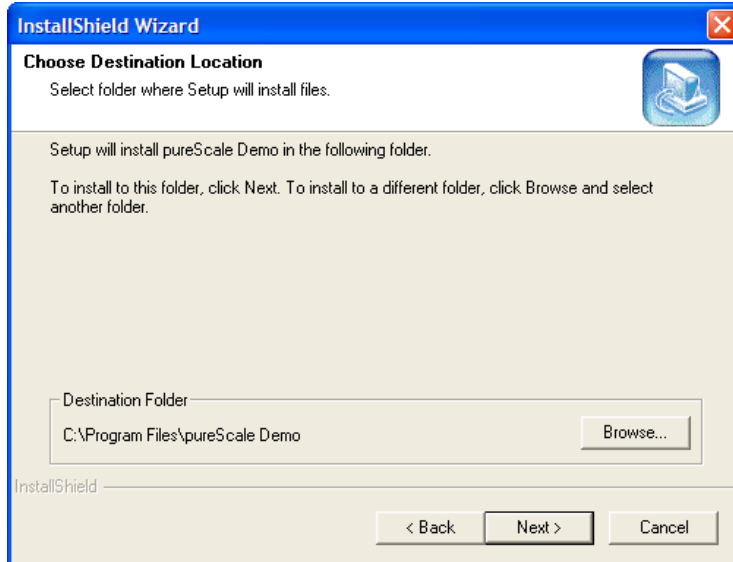 InstallShield Wizard
Choose Destination Location
Select folder where Setup will install files.
Setup will install pureScale Demo in the following folder.
To install to this folder, click Next. To install to a different folder, click Browse and select
another folder.
Destination Folder
C:\Program Files\pureScale Demo
Browse...
InstallShield
< Back
Next >
Cancel